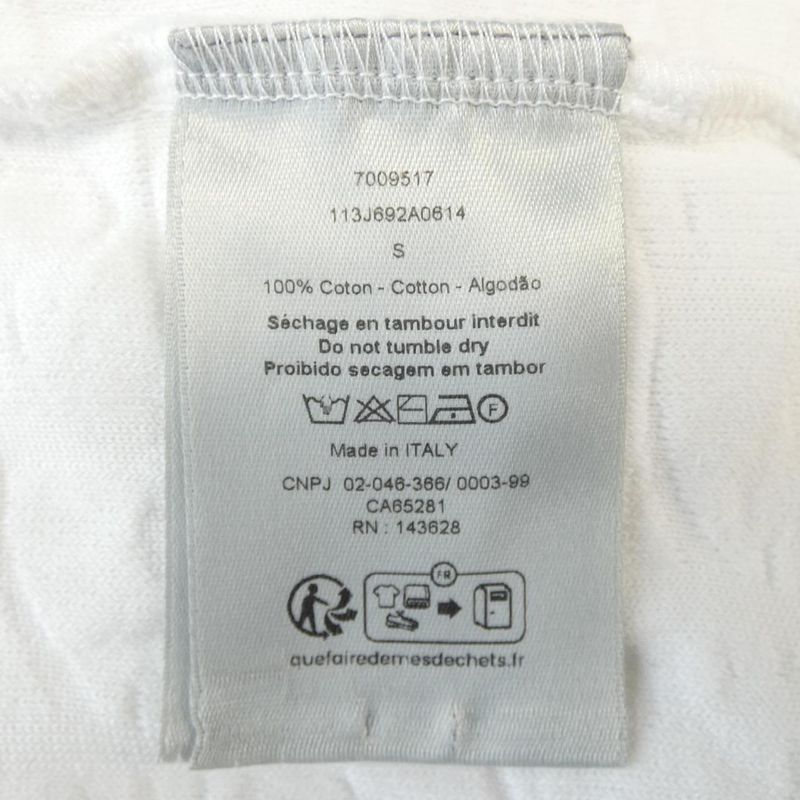 7009517
113J692A0614
S
100% Coton - Cotton - Algodão
Séchage en tambour interdit
Do not tumble dry
Proibido secagem em tambor
F
Made in ITALY
CNPJ 02-046-366/ 0003-99
CA65281
RN : 143628
FR
quefairedemesdechets.fr